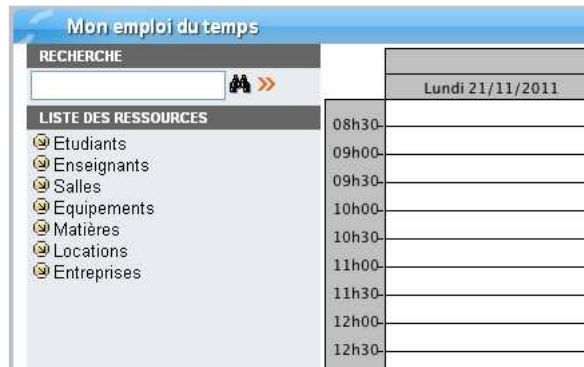 Mon emploi du temps
RECHERCHE
LISTE DES RESSOURCES
Etudiants
Enseignants
Salles
Equipements
Matières
Locations
Entreprises
Lundi 21/11/2011
08h30
09h00
09h30
10h00
10h30
11h00
11h30
12h00
12h30